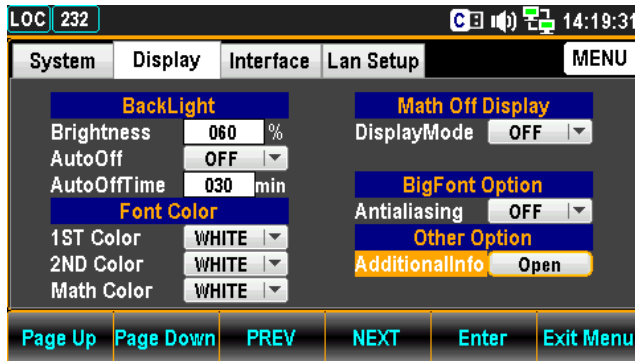 LOC 232 C 14:19:31
System Display Interface Lan Setup MENU
BackLight
Brightness 060 %
AutoOff OFF
AutoOffTime 030 min
Font Color
1ST Color WHITE
2ND Color WHITE
Math Color WHITE
Math Off Display
DisplayMode OFF
BigFont Option
Antialiasing OFF
Other Option
AdditionalInfo Open
Page Up Page Down PREV NEXT Enter Exit Menu